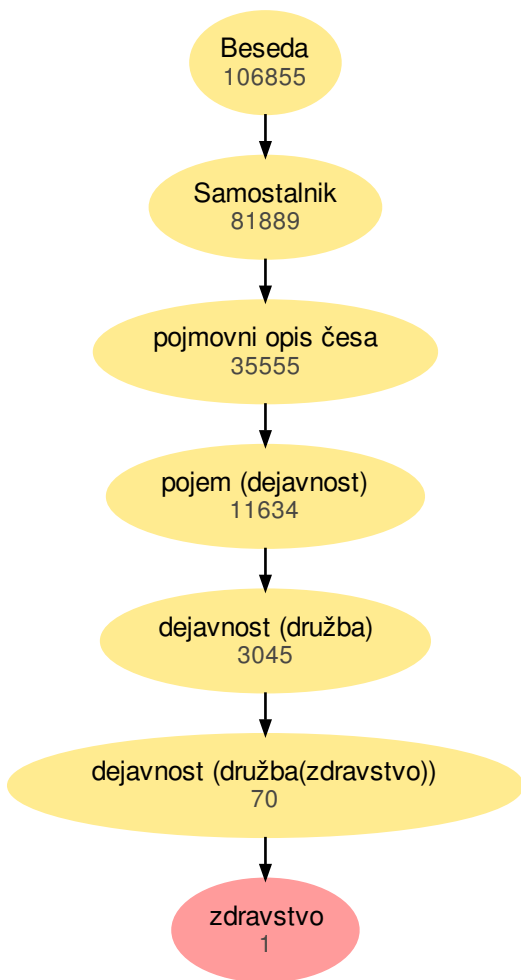 Beseda
106855
Samostalnik
81889
pojmovni opis česa
35555
pojem (dejavnost)
11634
dejavnost (družba)
3045
dejavnost (družba(zdravstvo))
70
zdravstvo
1